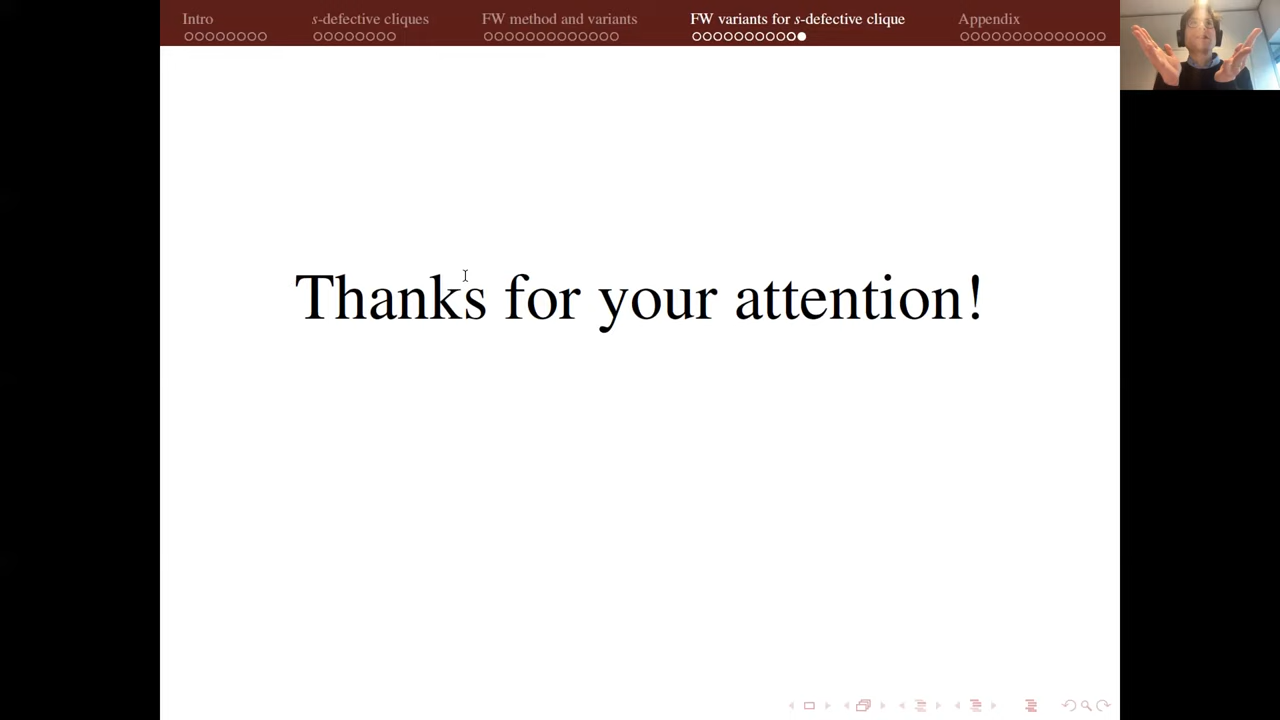 Intro
s-defective cliques
FW method and variants
FW variants for s-defective clique
Appendix
Thanks for your attention!